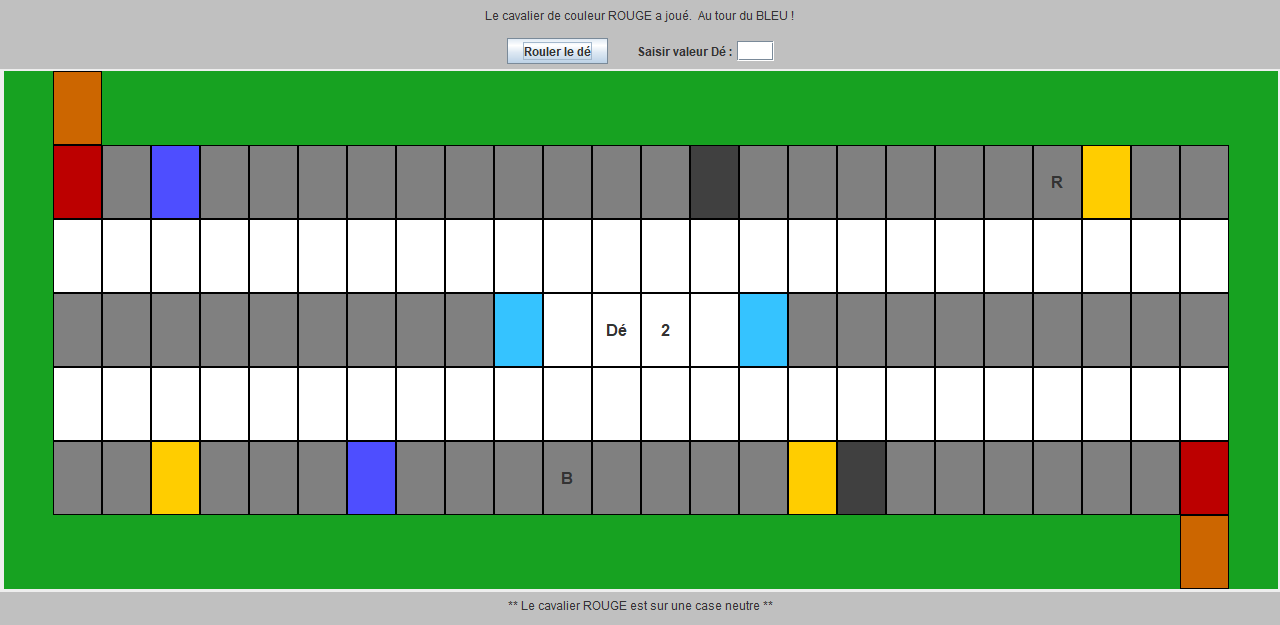 Le cavalier de couleur ROUGE a joué. Au tour du BLEU !
Rouler le dé Saisir valeur Dé :
R
Dé 2
B
** Le cavalier ROUGE est sur une case neutre **